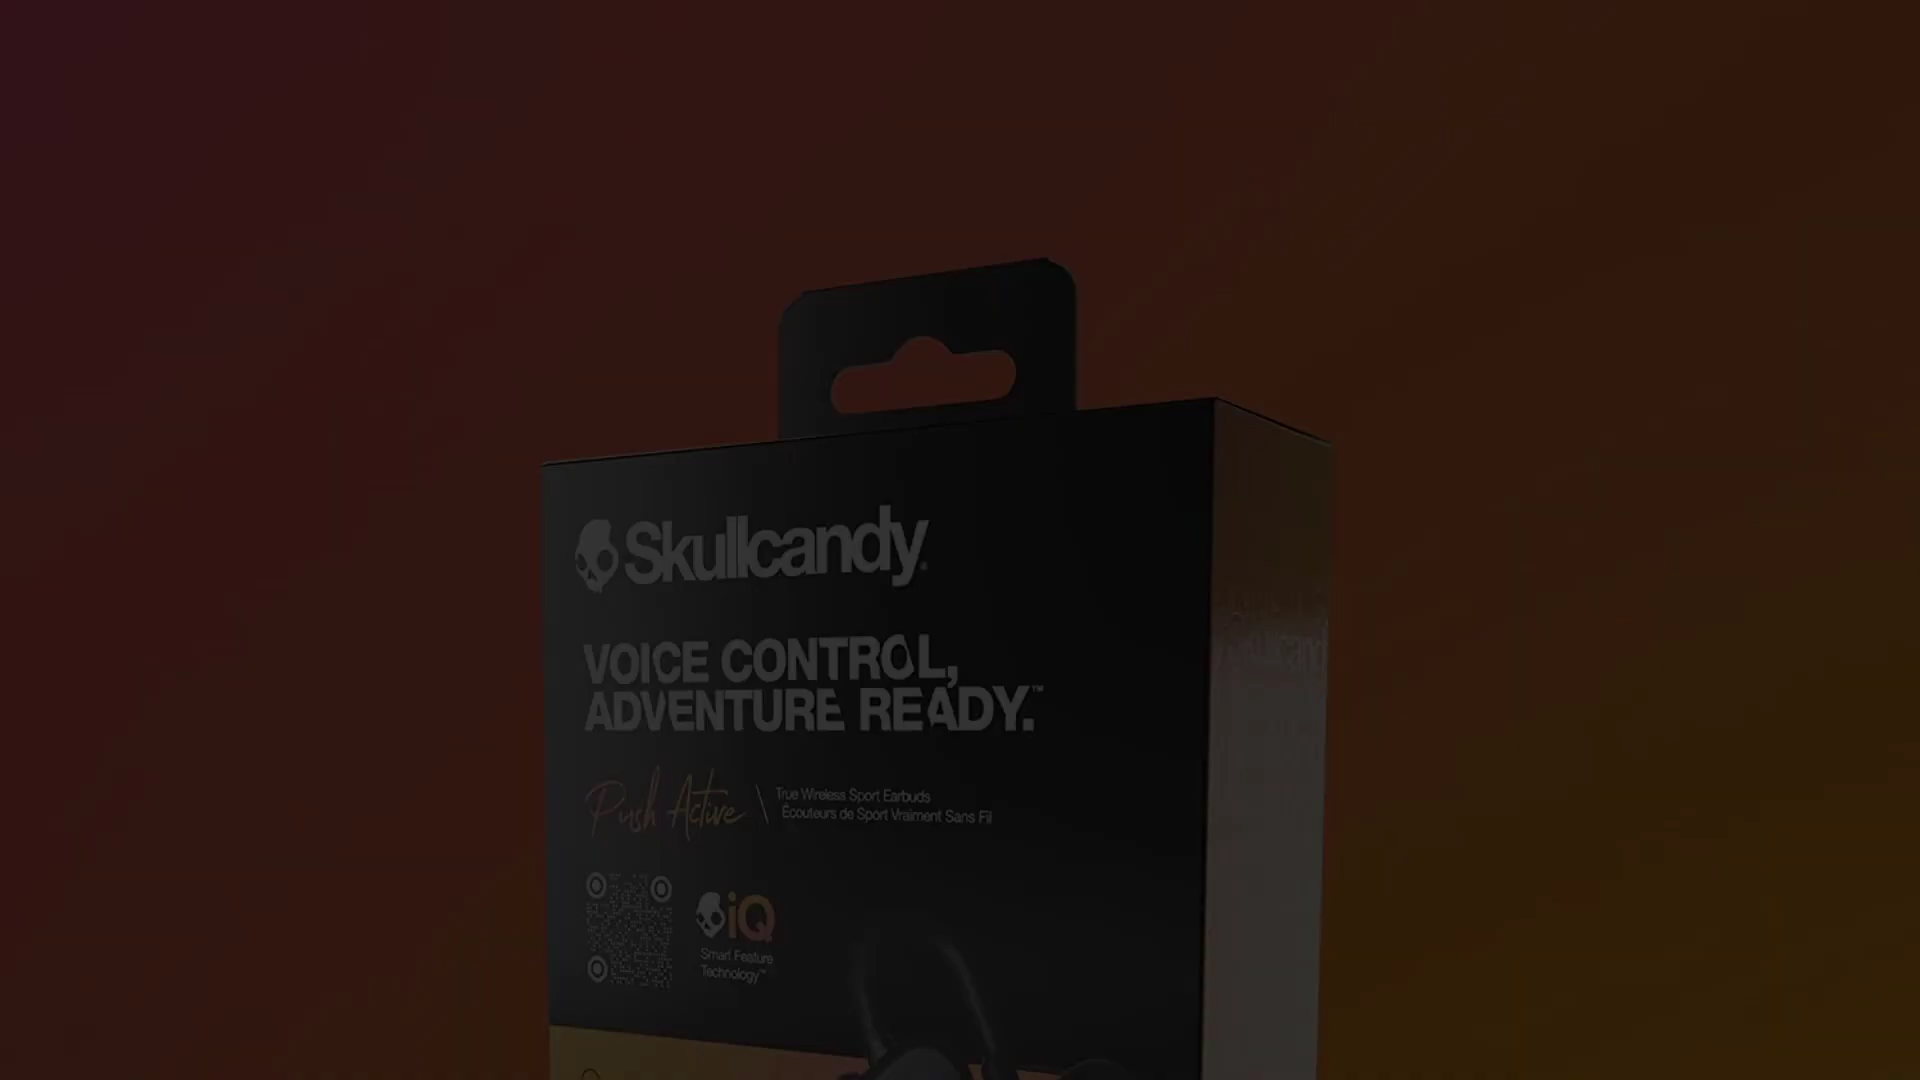 Skullcandy
VOICE CONTROL,
ADVENTURE READY.™
Push Active \ True Wireless Sport Earbuds
Écouteurs de Sport Vraiment Sans Fil
iQ
Smart Feature
Technology™